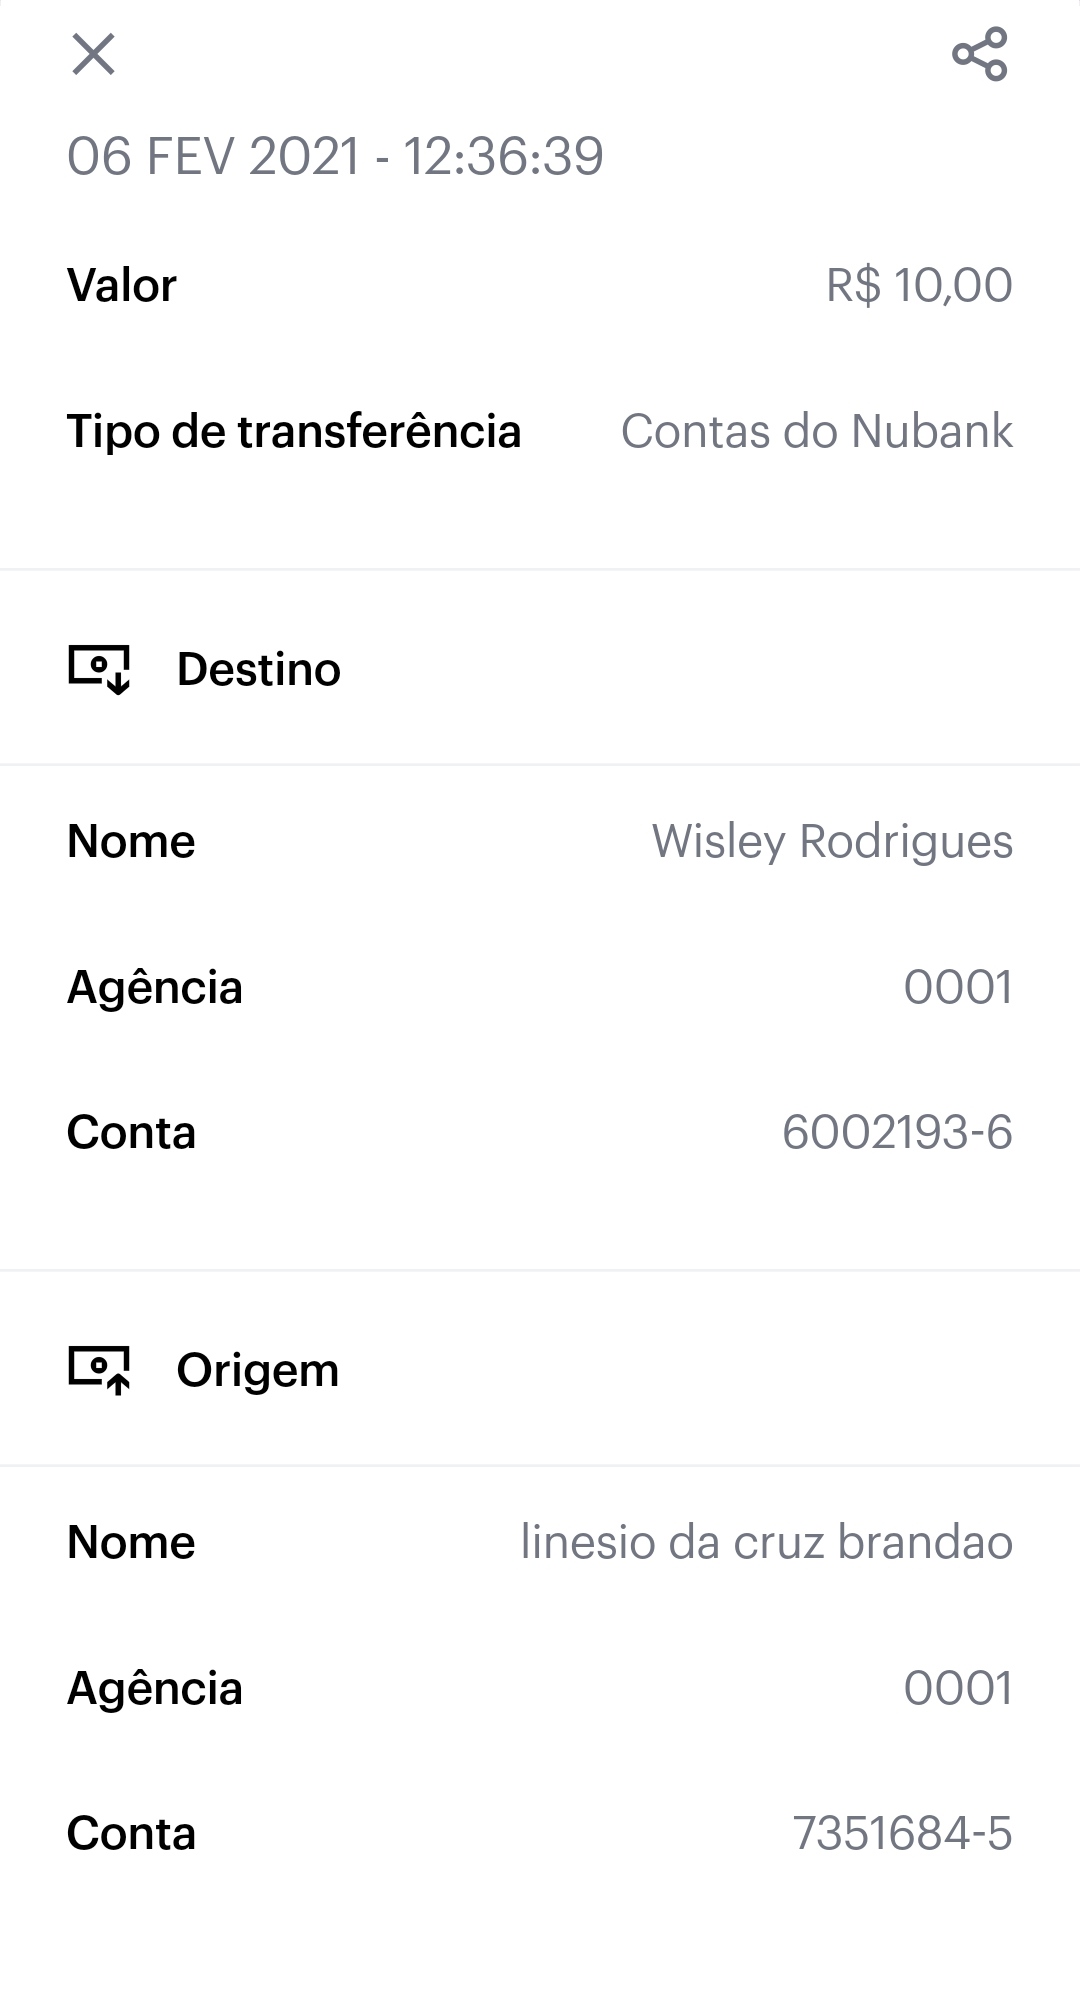 06 FEV 2021 - 12:36:39
Valor R$ 10,00
Tipo de transferência Contas do Nubank
Destino
Nome Wisley Rodrigues
Agência 0001
Conta 6002193-6
Origem
Nome linesio da cruz brandao
Agência 0001
Conta 7351684-5